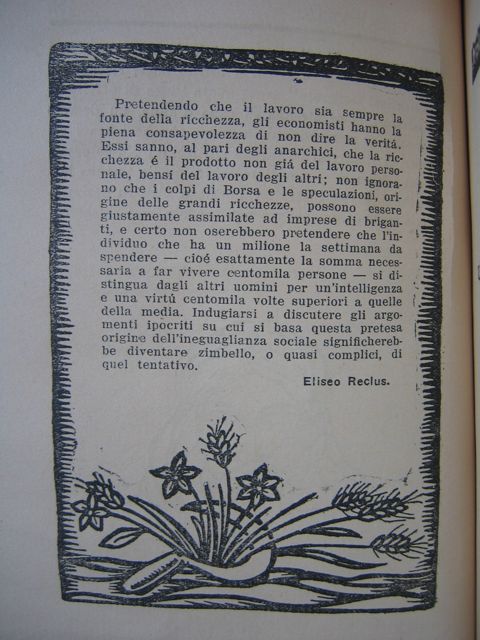 Pretendendo che il lavoro sia sempre la
fonte della ricchezza, gli economisti hanno la
piena consapevolezza di non dire la veritá.
Essi sanno, al pari degli anarchici, che la ric-
chezza é il prodotto non giá del lavoro perso-
nale, bensí del lavoro degli altri; non ignora-
no che i colpi di Borsa e le speculazioni, ori-
gine delle grandi ricchezze, possono essere
giustamente assimilate ad imprese di brigan-
ti, e certo non oserebbero pretendere che l'in-
dividuo che ha un milione la settimana da
spendere — cioé esattamente la somma neces-
saria a far vivere centomila persone — si di-
stingua dagli altri uomini per un'intelligenza
e una virtú centomila volte superiori a quelle
della media. Indugiarsi a discutere gli argo-
menti ipocriti su cui si basa questa pretesa
origine dell'ineguaglianza sociale significhereb-
be diventare zimbello, o quasi complici, di
quel tentativo.
Eliseo Reclus.